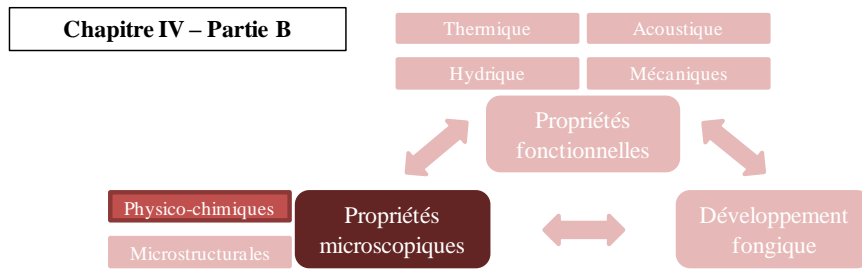 Chapitre IV – Partie B
Thermique
Acoustique
Hydrique
Mécaniques
Propriétés
fonctionnelles
Physico-chimiques
Microstructurales
Propriétés
microscopiques
Développement
fongique